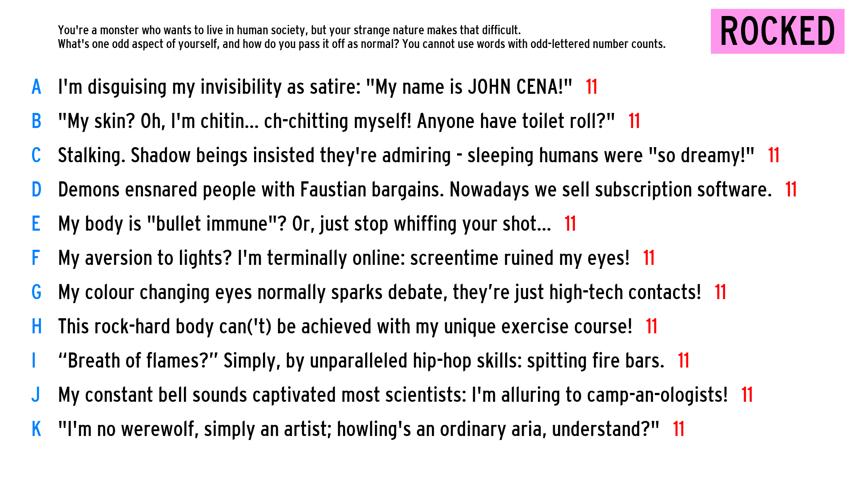 You're a monster who wants to live in human society, but your strange nature makes that difficult.
What's one odd aspect of yourself, and how do you pass it off as normal? You cannot use words with odd-lettered number counts.
ROCKED
A I'm disguising my invisibility as satire: "My name is JOHN CENA!" 11
B "My skin? Oh, I'm chitin... ch-chitting myself! Anyone have toilet roll?" 11
C Stalking. Shadow beings insisted they're admiring - sleeping humans were "so dreamy!" 11
D Demons ensnared people with Faustian bargains. Nowadays we sell subscription software. 11
E My body is "bullet immune"? Or, just stop whiffing your shot... 11
F My aversion to lights? I'm terminally online: screentime ruined my eyes! 11
G My colour changing eyes normally sparks debate, they’re just high-tech contacts! 11
H This rock-hard body can('t) be achieved with my unique exercise course! 11
I “Breath of flames?” Simply, by unparalleled hip-hop skills: spitting fire bars. 11
J My constant bell sounds captivated most scientists: I'm alluring to camp-an-ologists! 11
K "I'm no werewolf, simply an artist; howling's an ordinary aria, understand?" 11